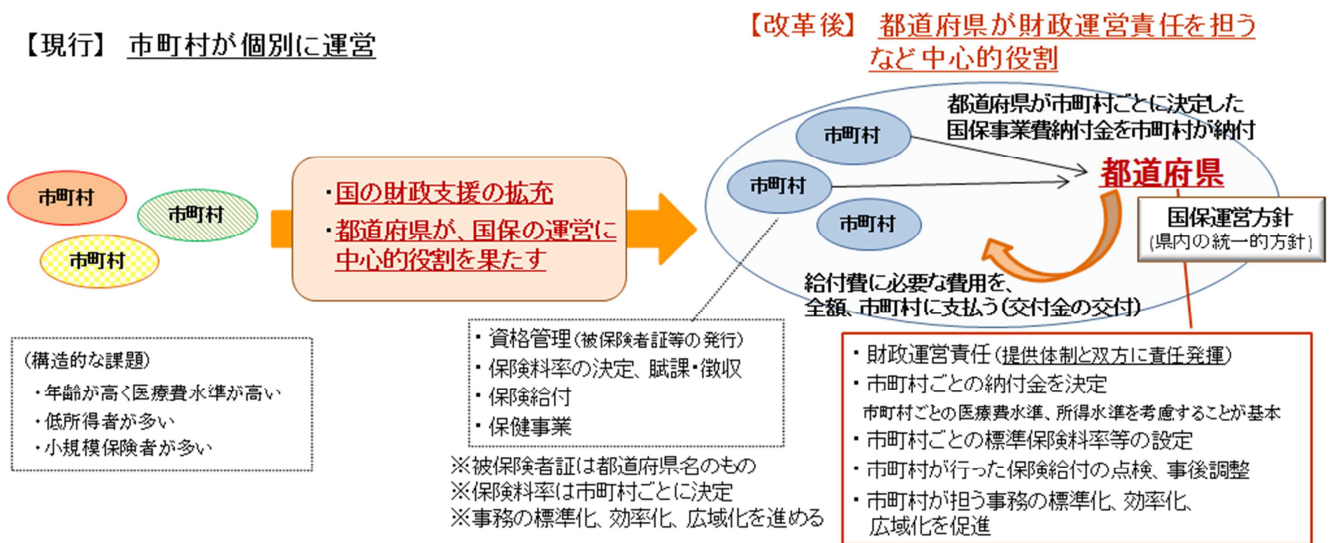 【現行】 市町村が個別に運営
市町村
市町村
市町村
(構造的な課題)
・年齢が高く医療費水準が高い
・低所得者が多い
・小規模保険者が多い
・国の財政支援の拡充
・都道府県が、国保の運営に
中心的役割を果たす
【改革後】 都道府県が財政運営責任を担う
など中心的役割
都道府県が市町村ごとに決定した
国保事業費納付金を市町村が納付
市町村
市町村
市町村
都道府県
国保運営方針
(県内の統一的方針)
給付費に必要な費用を、
全額、市町村に支払う(交付金の交付)
・資格管理(被保険者証等の発行)
・保険料率の決定、賦課・徴収
・保険給付
・保健事業
※被保険者証は都道府県名のもの
※保険料率は市町村ごとに決定
※事務の標準化、効率化、広域化を進める
・財政運営責任(提供体制と双方に責任発揮)
・市町村ごとの納付金を決定
市町村ごとの医療費水準、所得水準を考慮することが基本
・市町村ごとの標準保険料率等の設定
・市町村が行った保険給付の点検、事後調整
・市町村が担う事務の標準化、効率化、
広域化を促進